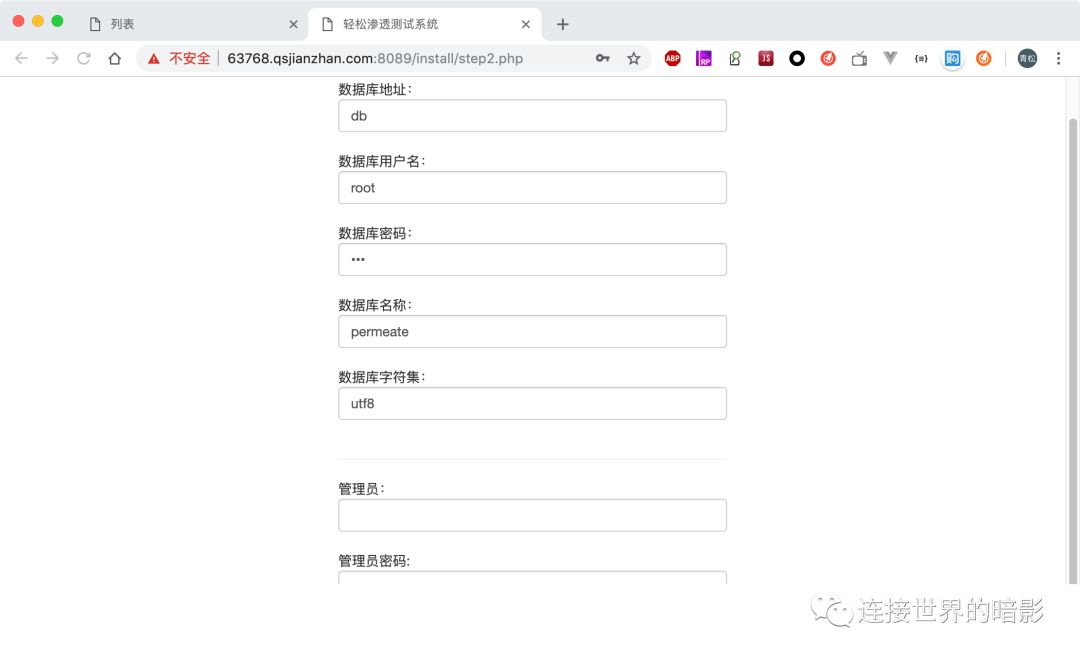 列表
轻松渗透测试系统
不安全 63768.qsjianzhan.com:8089/install/step2.php
ABP
RP
JS
{≡}
购
青松
数据库地址：
db
数据库用户名：
root
数据库密码：
•••
数据库名称：
permeate
数据库字符集：
utf8
管理员：
管理员密码:
连接世界的暗影